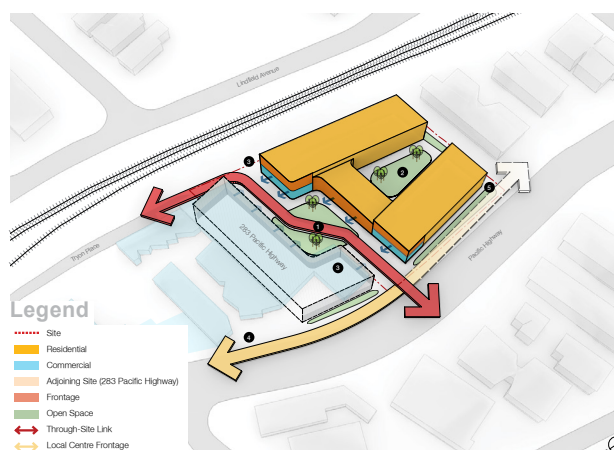 Lindfield Avenue
3
2
5
1
283 Pacific Highway
Tryon Place
Pacific Highway
3
4
Legend
Site
Residential
Commercial
Adjoining Site (283 Pacific Highway)
Frontage
Open Space
Through-Site Link
Local Centre Frontage